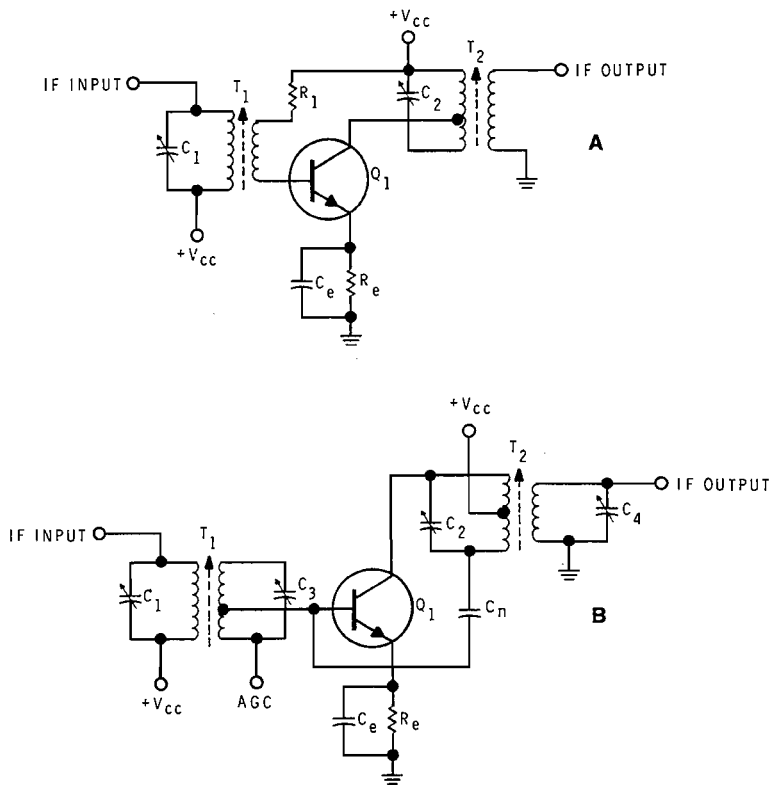 +Vcc
T2
IF INPUT
T1
R1
C2
IF OUTPUT
C1
A
Q1
+Vcc
Ce
Re
+Vcc
T2
IF INPUT
T1
C2
C4
IF OUTPUT
C1
C3
Q1
Cn
B
+Vcc
AGC
Ce
Re